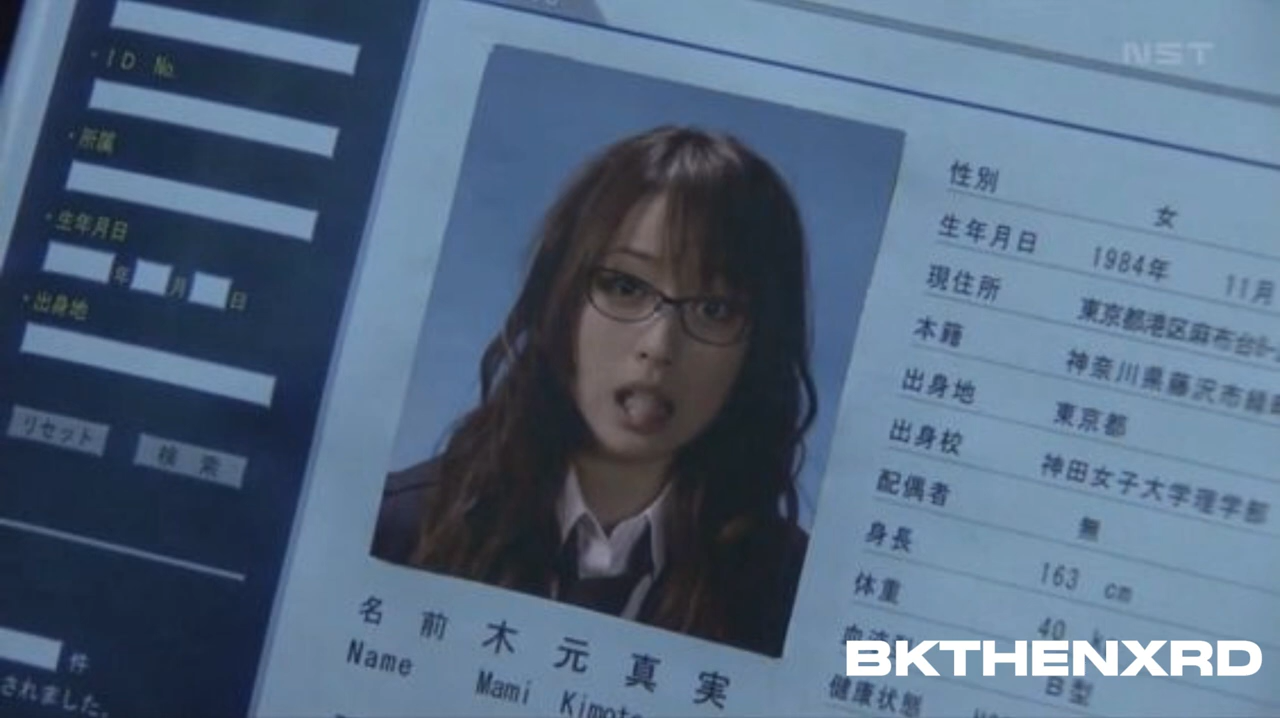 NST
・ID No.
・所属
・生年月日
年 月 日
・出身地
リセット 検 索
件
されました。
名 前 木 元 真 実
Name Mami Kimoto
性別 女
生年月日 1984年 11月
現住所 東京都港区麻布台
本籍 神奈川県藤沢市
出身地 東京都
出身校 神田女子大学理学部
配偶者 無
身長 163 cm
体重 40
B型
健康状態
BKTHENXRD